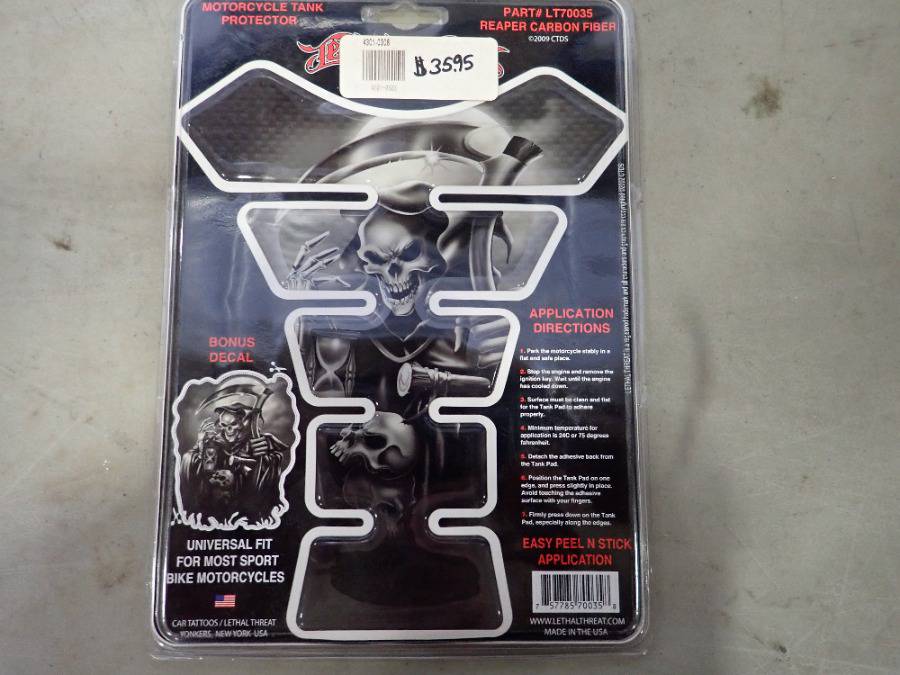 MOTORCYCLE TANK
PROTECTOR
PART# LT70035
REAPER CARBON FIBER
©2009 CTDS
4301-0308
$35.95
BONUS
DECAL
UNIVERSAL FIT
FOR MOST SPORT
BIKE MOTORCYCLES
CAR TATTOOS / LETHAL THREAT
YONKERS, NEW YORK USA
APPLICATION
DIRECTIONS
1. Park the motorcycle stably in a
flat and safe place.
2. Stop the engine and remove the
ignition key. Wait until the engine
has cooled down.
3. Surface must be clean and flat
for the Tank Pad to adhere
properly.
4. Minimum temperature for
application is 24C or 75 degrees
fahrenheit.
5. Detach the adhesive back from
the Tank Pad.
6. Position the Tank Pad on one
edge, and press slightly in place.
Avoid touching the adhesive
surface with your fingers.
7. Firmly press down on the Tank
Pad, especially along the edges.
EASY PEEL N STICK
APPLICATION
7 57785 70035 8
WWW.LETHALTHREAT.COM
MADE IN THE USA